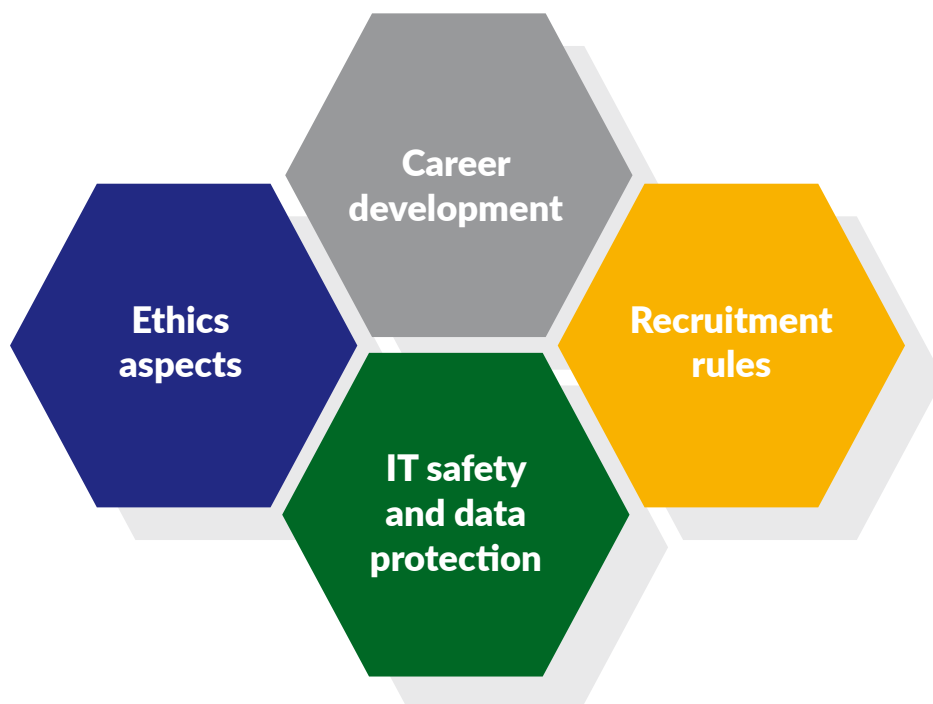 Career
development
Ethics
aspects
Recruitment
rules
IT safety
and data
protection